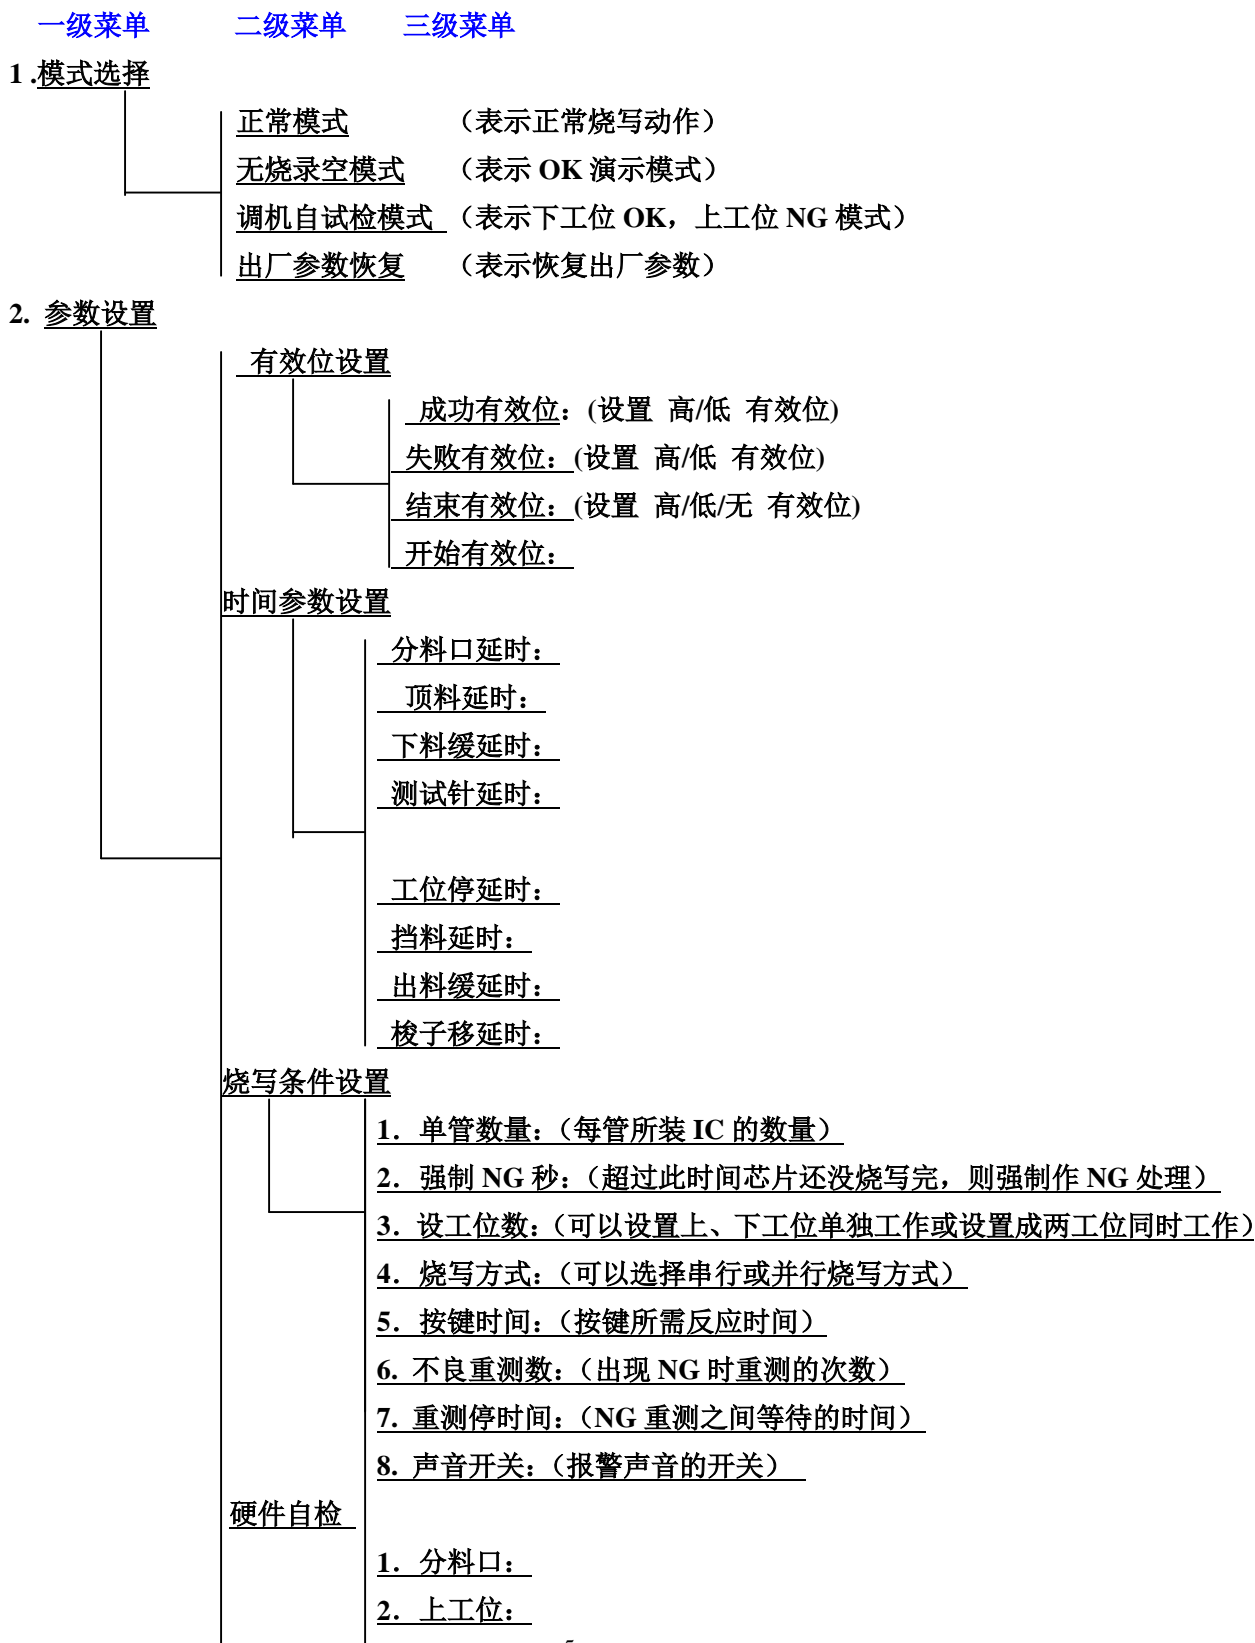 一级菜单 二级菜单 三级菜单
1 .模式选择
正常模式 （表示正常烧写动作）
无烧录空模式 （表示 OK 演示模式）
调机自试检模式 （表示下工位 OK，上工位 NG 模式）
出厂参数恢复 （表示恢复出厂参数）
2. 参数设置
有效位设置
成功有效位：(设置 高/低 有效位)
失败有效位：(设置 高/低 有效位)
结束有效位：(设置 高/低/无 有效位)
开始有效位：
时间参数设置
分料口延时：
顶料延时：
下料缓延时：
测试针延时：
工位停延时：
挡料延时：
出料缓延时：
梭子移延时：
烧写条件设置
1．单管数量：（每管所装 IC 的数量）
2．强制 NG 秒：（超过此时间芯片还没烧写完，则强制作 NG 处理）
3．设工位数：（可以设置上、下工位单独工作或设置成两工位同时工作）
4．烧写方式：（可以选择串行或并行烧写方式）
5．按键时间：（按键所需反应时间）
6. 不良重测数：（出现 NG 时重测的次数）
7. 重测停时间：（NG 重测之间等待的时间）
8. 声音开关：（报警声音的开关）
硬件自检
1．分料口：
2．上工位：